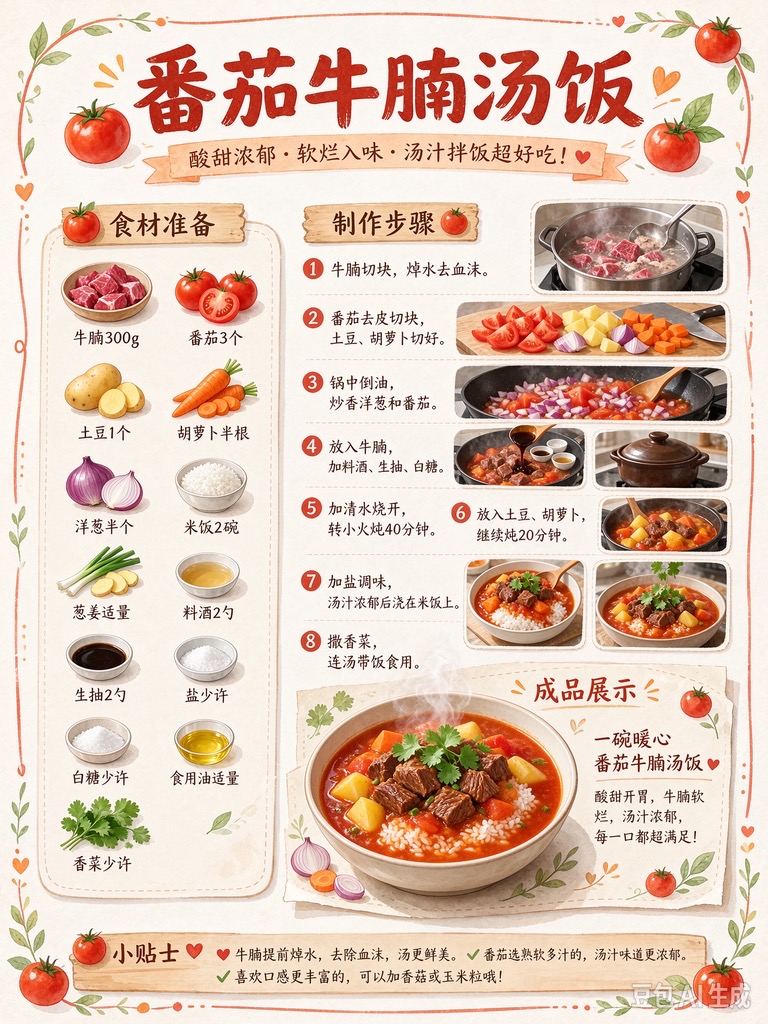 番茄牛腩汤饭
酸甜浓郁·软烂入味·汤汁拌饭超好吃！
食材准备
牛腩300g
番茄3个
土豆1个
胡萝卜半根
洋葱半个
米饭2碗
葱姜适量
料酒2勺
生抽2勺
盐少许
白糖少许
食用油适量
香菜少许
制作步骤
1 牛腩切块，焯水去血沫。
2 番茄去皮切块，
土豆、胡萝卜切好。
3 锅中倒油，
炒香洋葱和番茄。
4 放入牛腩，
加料酒、生抽、白糖。
5 加清水烧开，
转小火炖40分钟。
6 放入土豆、胡萝卜，
继续炖20分钟。
7 加盐调味，
汤汁浓郁后浇在米饭上。
8 撒香菜，
连汤带饭食用。
成品展示
一碗暖心
番茄牛腩汤饭
酸甜开胃，牛腩软
烂，汤汁浓郁，
每一口都超满足！
小贴士
牛腩提前焯水，去除血沫，汤更鲜美。 ✓ 番茄选熟软多汁的，汤汁味道更浓郁。
✓ 喜欢口感更丰富的，可以加香菇或玉米粒哦！
豆包AI生成